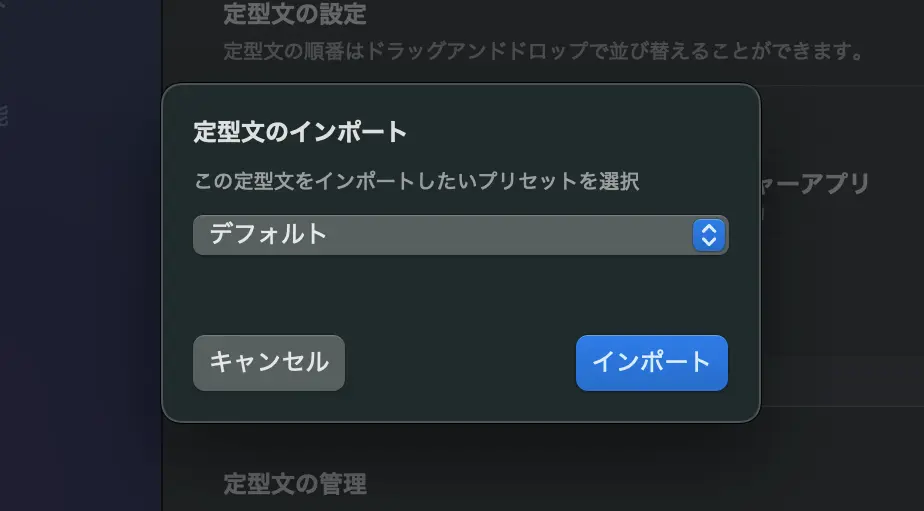 定型文の設定
定型文の順番はドラッグアンドドロップで並び替えることができます。
定型文のインポート
この定型文をインポートしたいプリセットを選択
ャーアプリ
デフォルト
キャンセル
インポート
定型文の管理